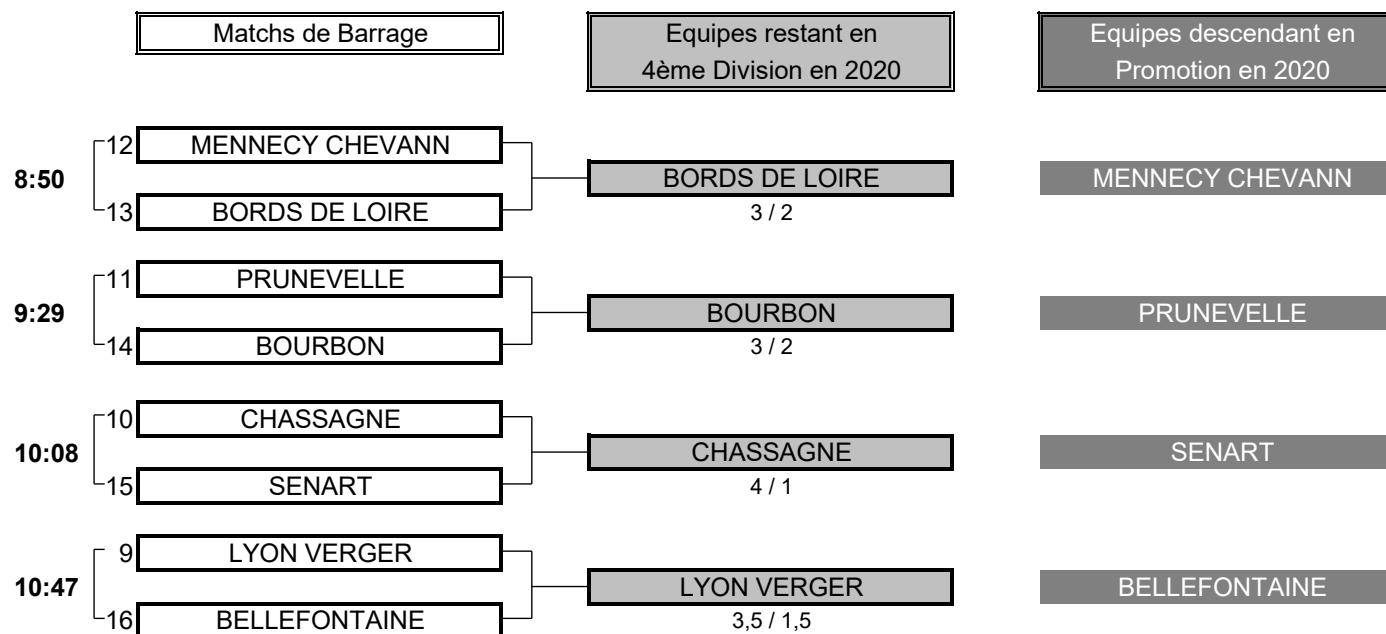 Matchs de Barrage
Equipes restant en
4ème Division en 2020
Equipes descendant en
Promotion en 2020
8:50
12 MENNECY CHEVANN
13 BORDS DE LOIRE
BORDS DE LOIRE
3 / 2
MENNECY CHEVANN
9:29
11 PRUNEVELLE
14 BOURBON
BOURBON
3 / 2
PRUNEVELLE
10:08
10 CHASSAGNE
15 SENART
CHASSAGNE
4 / 1
SENART
10:47
9 LYON VERGER
16 BELLEFONTAINE
LYON VERGER
3,5 / 1,5
BELLEFONTAINE